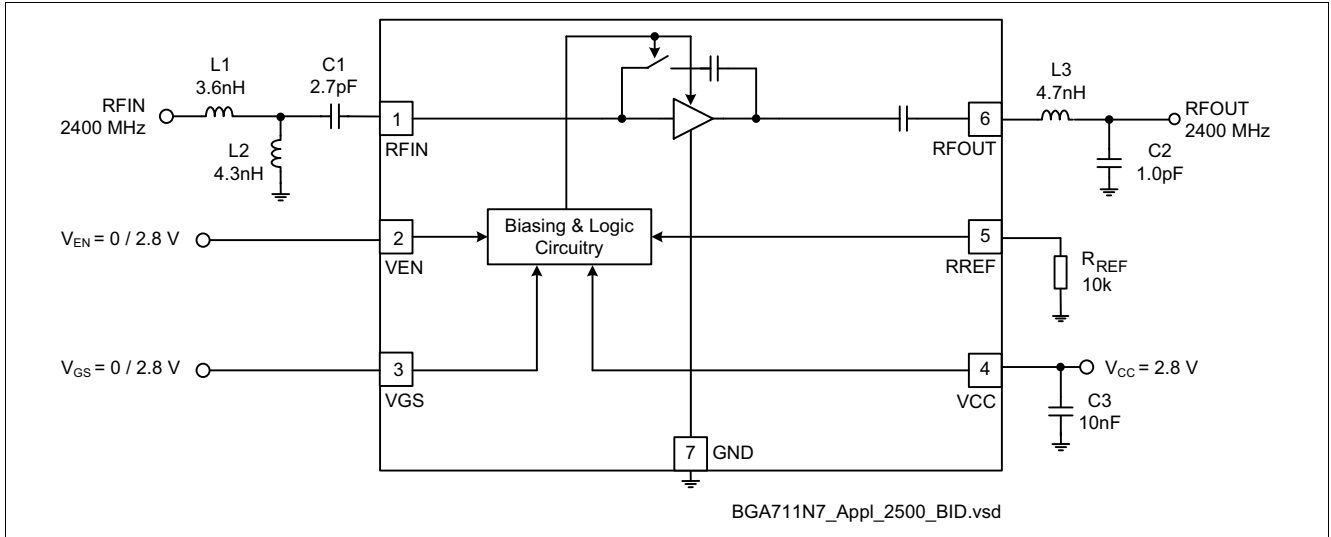 RFIN
2400 MHz
L1
3.6nH
L2
4.3nH
C1
2.7pF
1
RFIN
6
RFOUT
L3
4.7nH
C2
1.0pF
RFOUT
2400 MHz
VEN = 0 / 2.8 V
2
VEN
Biasing & Logic
Circuitry
5
RREF
RREF
10k
VGS = 0 / 2.8 V
3
VGS
4
VCC
VCC = 2.8 V
C3
10nF
7
GND
BGA711N7_Appl_2500_BID.vsd